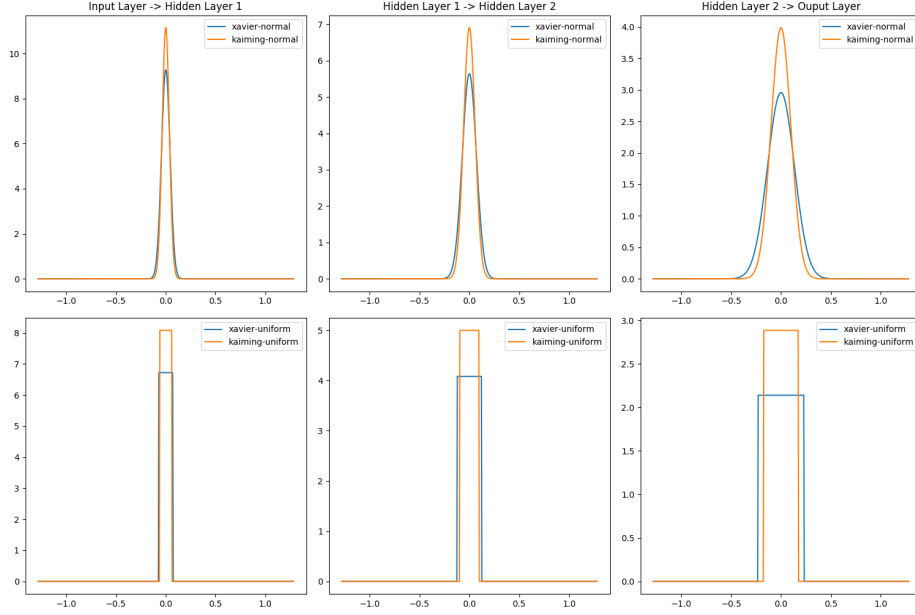 Input Layer -> Hidden Layer 1
Hidden Layer 1 -> Hidden Layer 2
Hidden Layer 2 -> Ouput Layer
xavier-normal
kaiming-normal
10
8
6
4
2
0
-1.0 -0.5 0.0 0.5 1.0
xavier-normal
kaiming-normal
7
6
5
4
3
2
1
0
-1.0 -0.5 0.0 0.5 1.0
xavier-normal
kaiming-normal
4.0
3.5
3.0
2.5
2.0
1.5
1.0
0.5
0.0
-1.0 -0.5 0.0 0.5 1.0
xavier-uniform
kaiming-uniform
8
7
6
5
4
3
2
1
0
-1.0 -0.5 0.0 0.5 1.0
xavier-uniform
kaiming-uniform
5
4
3
2
1
0
-1.0 -0.5 0.0 0.5 1.0
xavier-uniform
kaiming-uniform
3.0
2.5
2.0
1.5
1.0
0.5
0.0
-1.0 -0.5 0.0 0.5 1.0